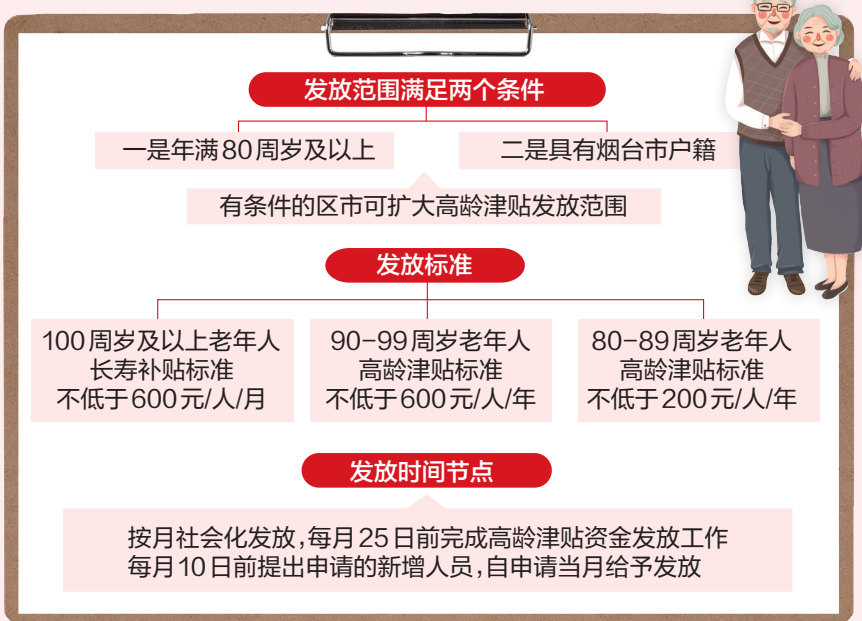 发放范围满足两个条件
一是年满80周岁及以上
二是具有烟台市户籍
有条件的区市可扩大高龄津贴发放范围
发放标准
100周岁及以上老年人
长寿补贴标准
不低于600元/人/月
90-99周岁老年人
高龄津贴标准
不低于600元/人/年
80-89周岁老年人
高龄津贴标准
不低于200元/人/年
发放时间节点
按月社会化发放,每月25日前完成高龄津贴资金发放工作
每月10日前提出申请的新增人员,自申请当月给予发放